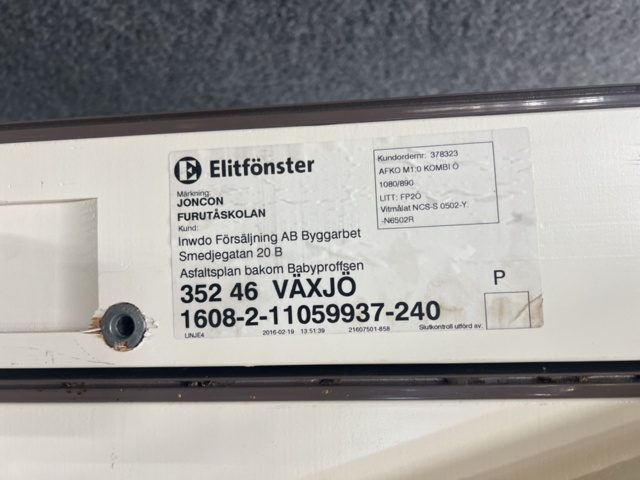 E Elitfönster
Märkning:
JONCON
FURUTÅSKOLAN
Kund:
Inwdo Försäljning AB Byggarbet
Smedjegatan 20 B
Asfaltsplan bakom Babyproffsen
352 46 VÄXJÖ
1608-2-11059937-240
LINJE4 2016-02-19 13:51:39 21607501-858 Slutkontroll utförd av:
Kundordernr: 378323
AFKO M1:0 KOMBI Ö
1080/890
LITT: FP2Ö
Vitmålat NCS-S 0502-Y.
-N6502R
P